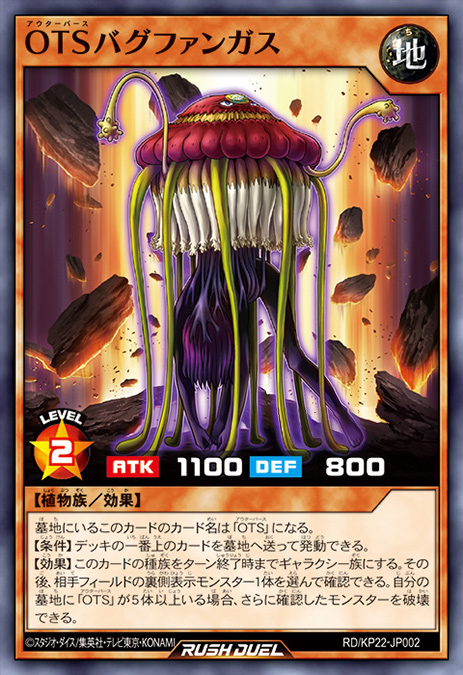 アウターバース
OTSバグファンガス
地
LEVEL
2
ATK 1100 DEF 800
【植物族/効果】
墓地にいるこのカードのカード名は「OTS」になる。
【条件】デッキの一番上のカードを墓地へ送って発動できる。
【効果】このカードの種族をターン終了時までギャラクシー族にする。その
後、相手フィールドの裏側表示モンスター1体を選んで確認できる。自分の
墓地に「OTS」が5体以上いる場合、さらに確認したモンスターを破壊
できる。
©スタジオ・ダイス/集英社・テレビ東京・KONAMI RUSH DUEL RD/KP22-JP002